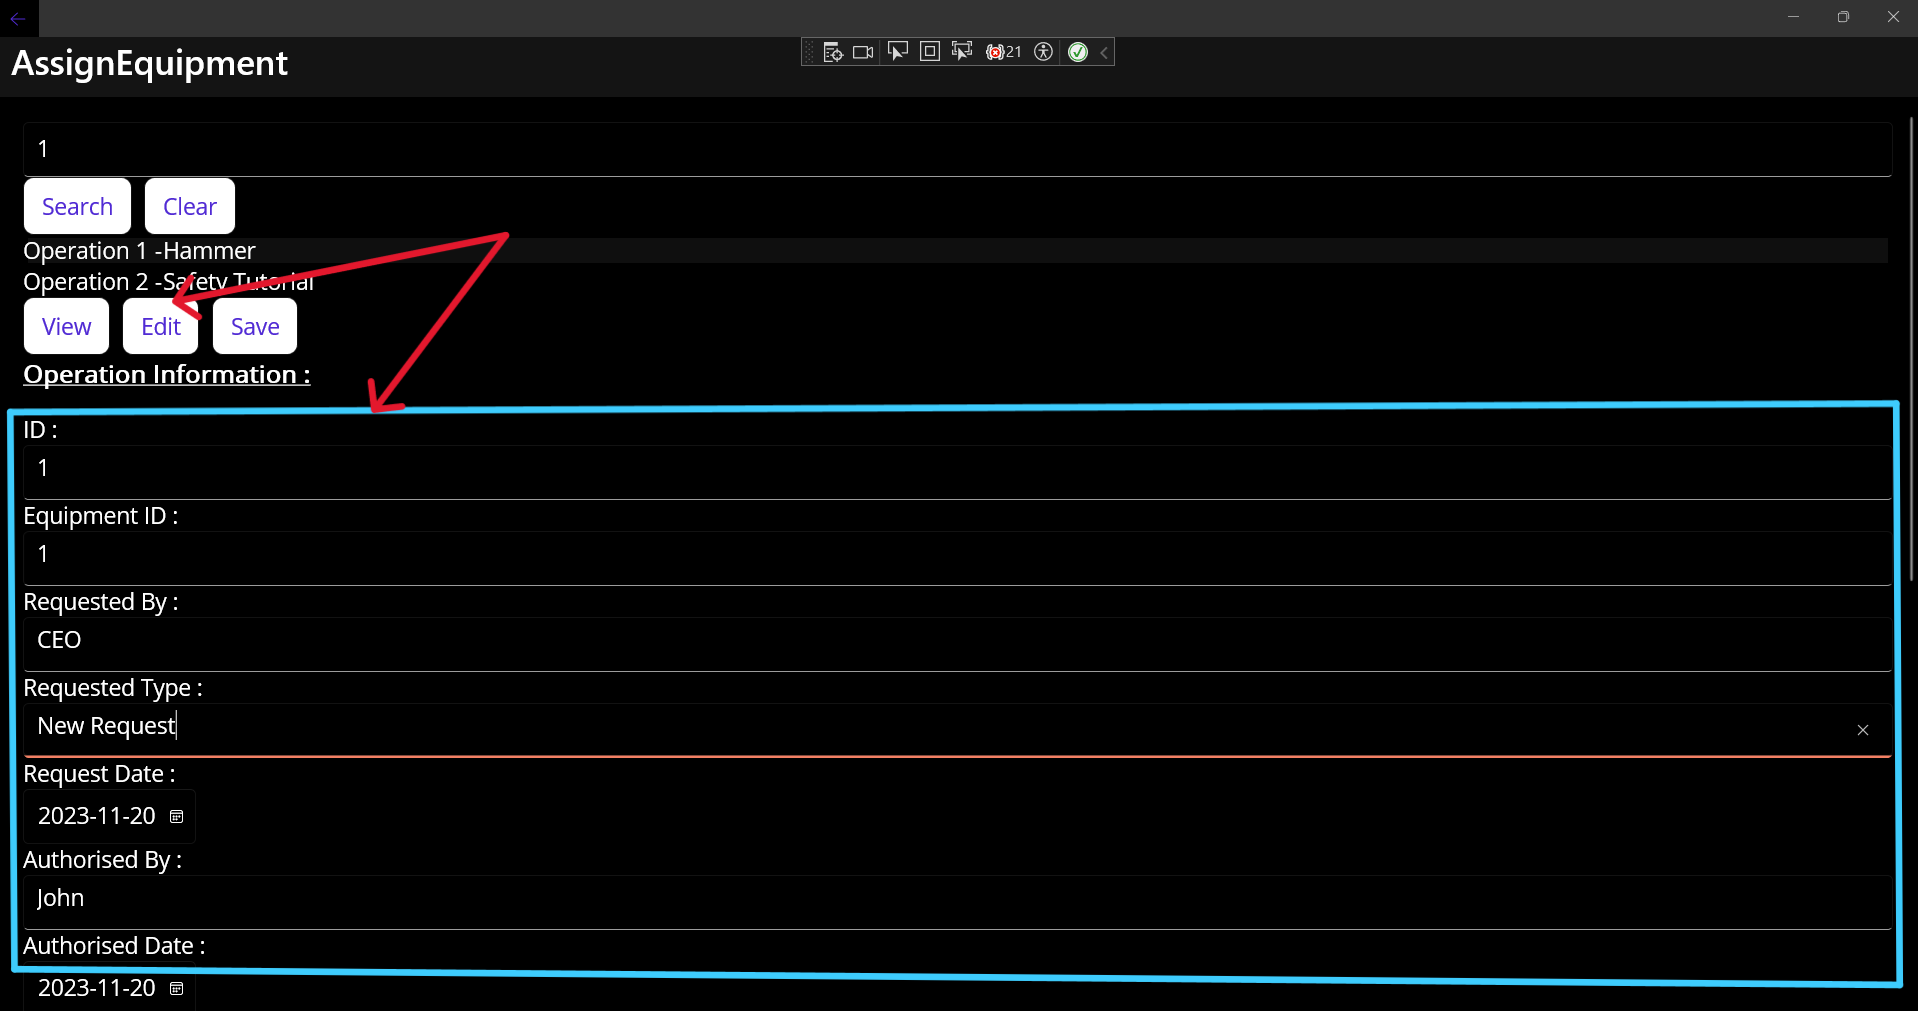 AssignEquipment
21
1
Search Clear
Operation 1 -Hammer
Operation 2 -Safety Tutorial
View Edit Save
Operation Information :
ID :
1
Equipment ID :
1
Requested By :
CEO
Requested Type :
New Request
Request Date :
2023-11-20
Authorised By :
John
Authorised Date :
2023-11-20